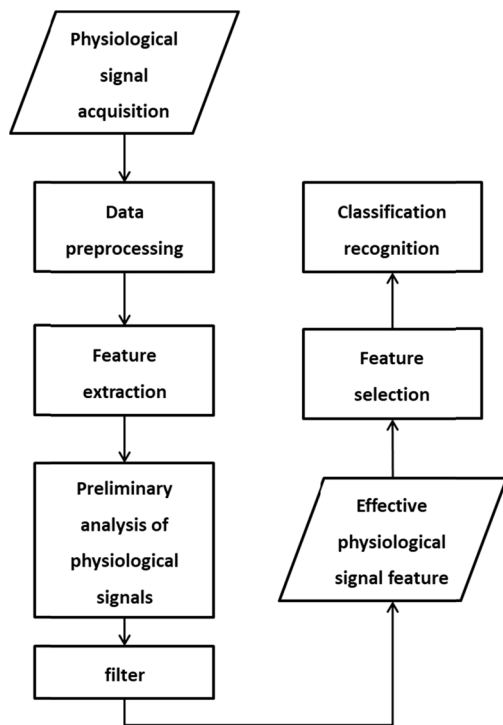 Physiological
signal
acquisition
Data
preprocessing
Feature
extraction
Preliminary
analysis of
physiological
signals
filter
Effective
physiological
signal feature
Feature
selection
Classification
recognition